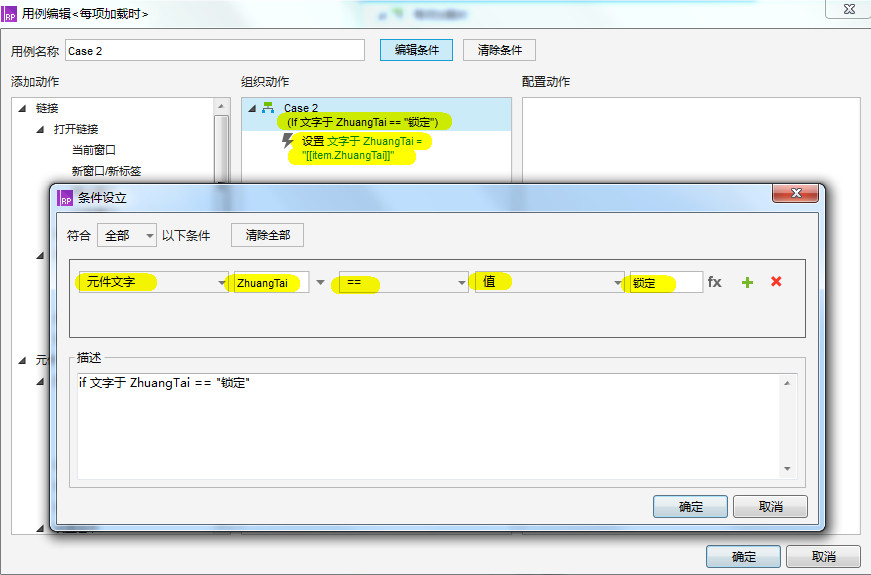 用例编辑<每项加载时>
用例名称 Case 2 编辑条件 清除条件
添加动作 组织动作 配置动作
链接
打开链接
当前窗口
新窗口/新标签
Case 2
(If 文字于 ZhuangTai == "锁定")
设置 文字于 ZhuangTai =
"[[item.ZhuangTai]]"
条件设立
符合 全部 以下条件 清除全部
元件文字 ZhuangTai == 值 锁定 fx
描述
if 文字于 ZhuangTai == "锁定"
确定 取消
确定 取消